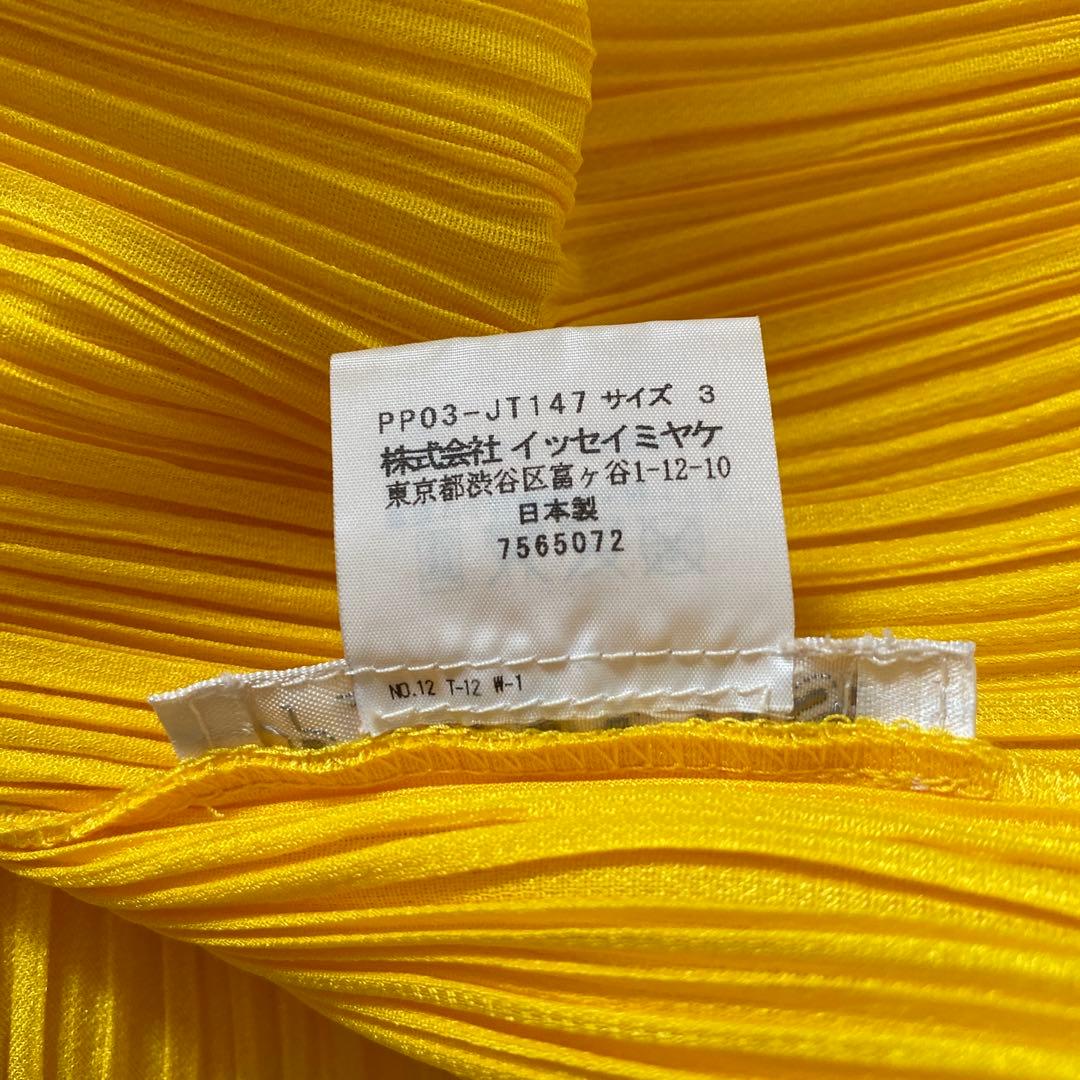 PP03-JT147 サイズ 3
株式会社 イッセイミヤケ
東京都渋谷区富ヶ谷1-12-10
日本製
7565072
NO.12 T-12 W-1